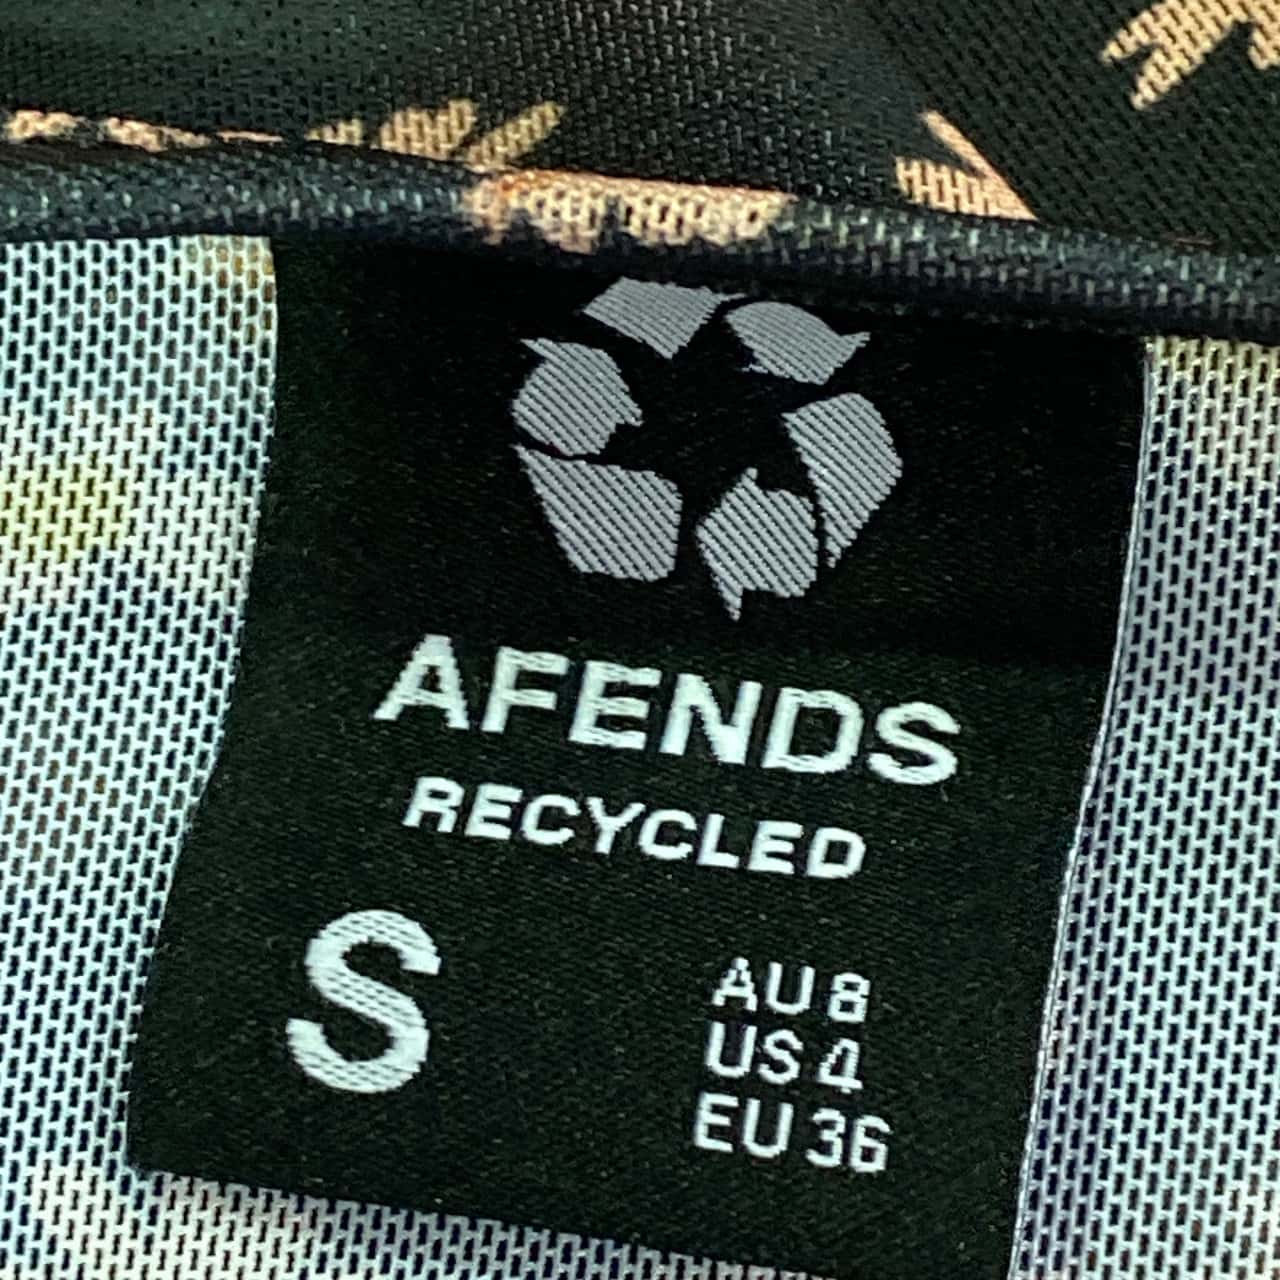 AFENDS
RECYCLED
S
AU 8
US 4
EU 36